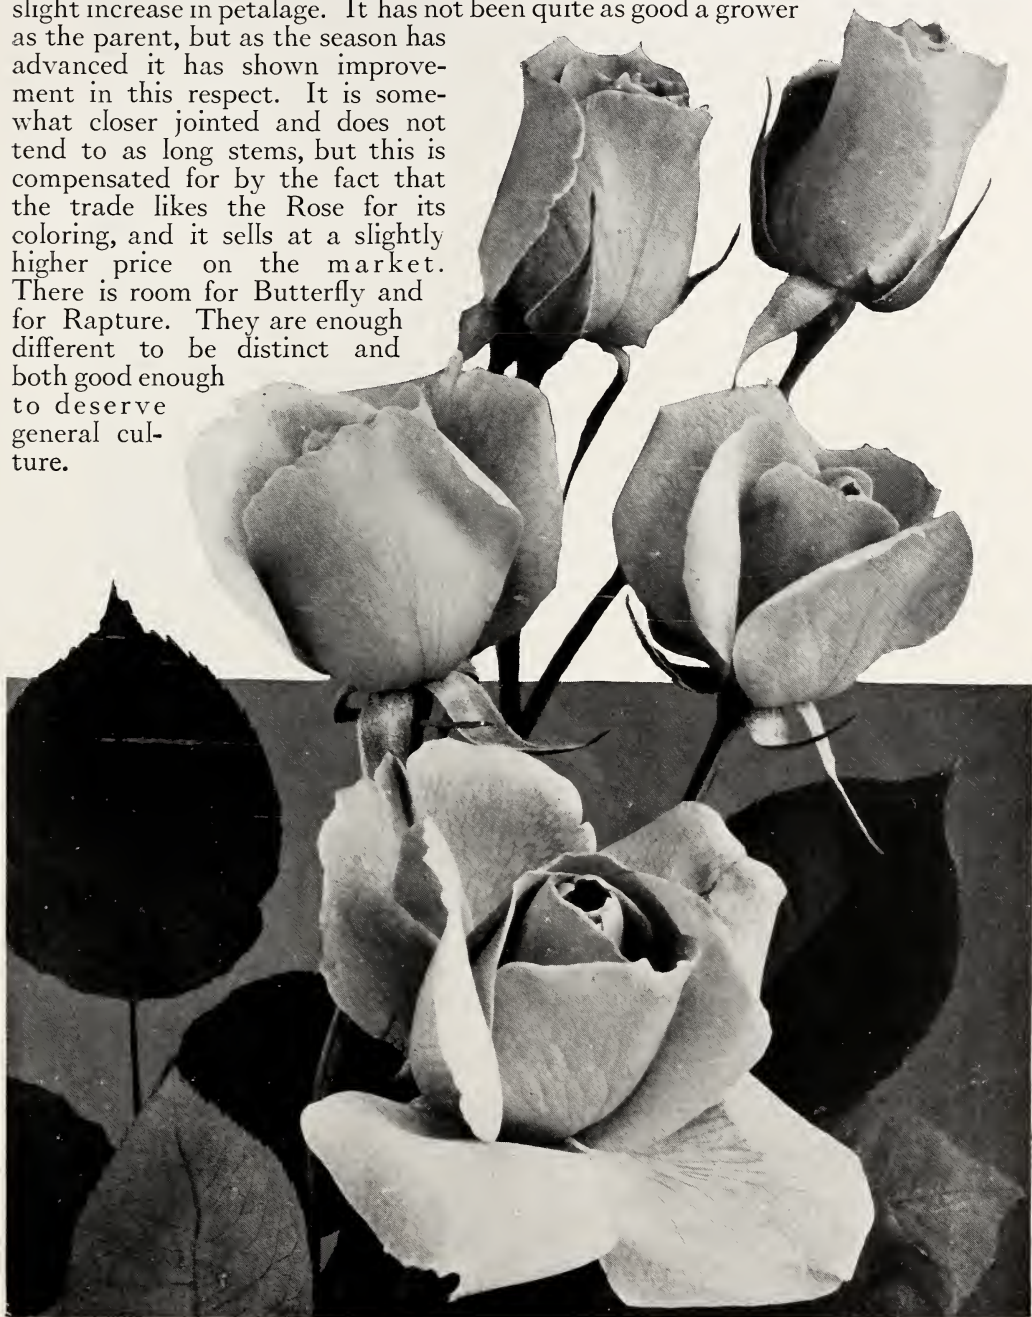 slight increase in petalage. It has not been quite as good a grower
as the parent, but as the season has
advanced it has shown improve-
ment in this respect. It is some-
what closer jointed and does not
tend to as long stems, but this is
compensated for by the fact that
the trade likes the Rose for its
coloring, and it sells at a slightly
higher price on the market.
There is room for Butterfly and
for Rapture. They are enough
different to be distinct and
both good enough
to deserve
general cul-
ture.